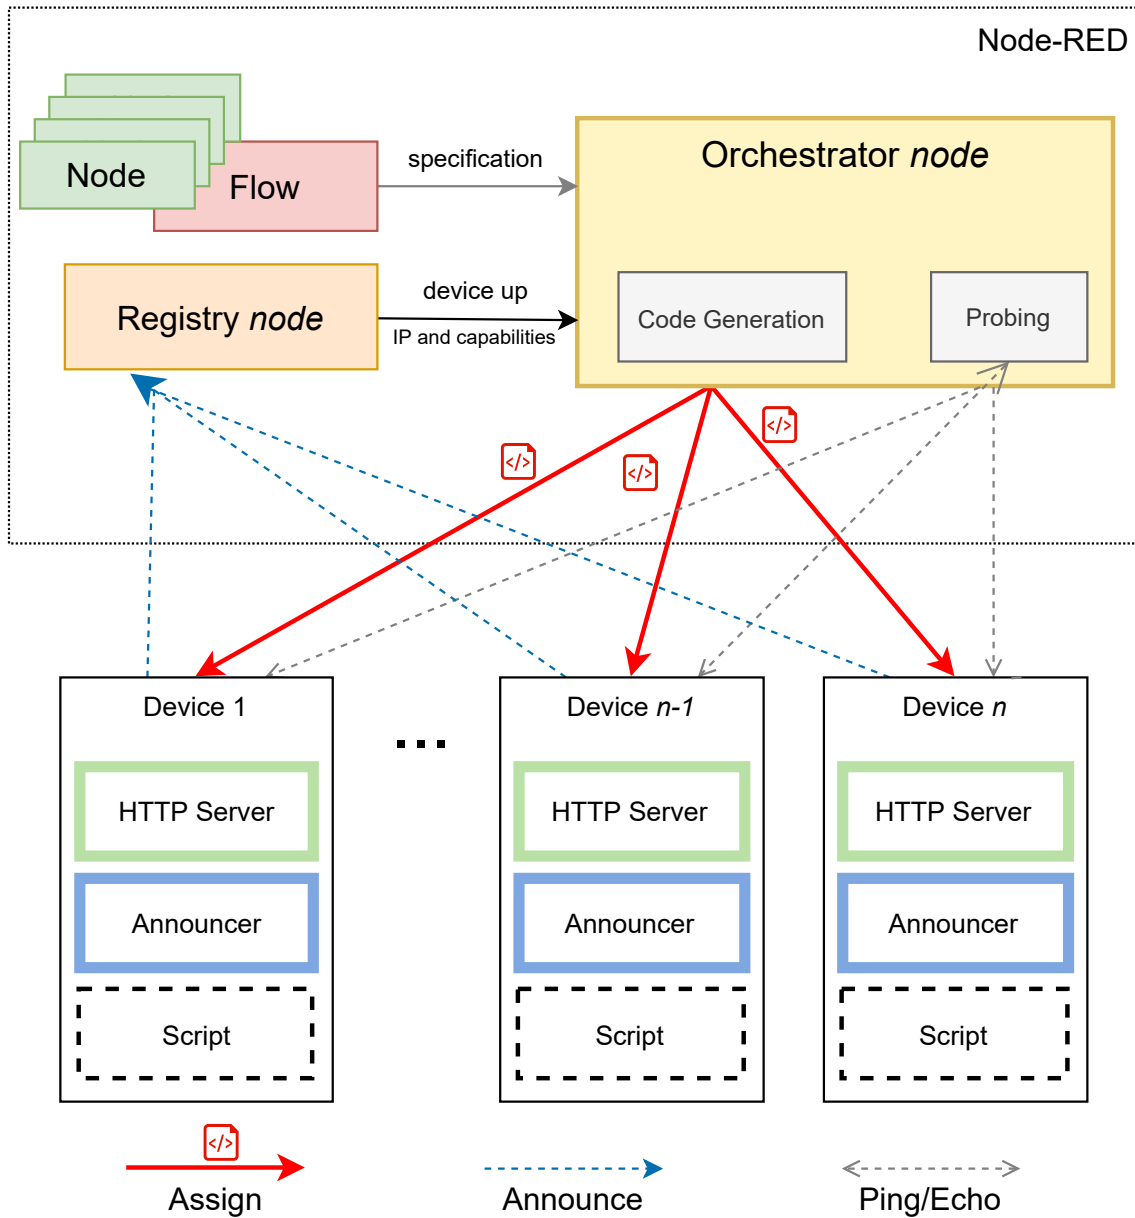 Node-RED
Node
Flow
specification
Orchestrator node
Registry node
device up
IP and capabilities
Code Generation
Probing
</>
</>
</>
Device 1
HTTP Server
Announcer
Script
...
Device n-1
HTTP Server
Announcer
Script
Device n
HTTP Server
Announcer
Script
</>
Assign
Announce
Ping/Echo